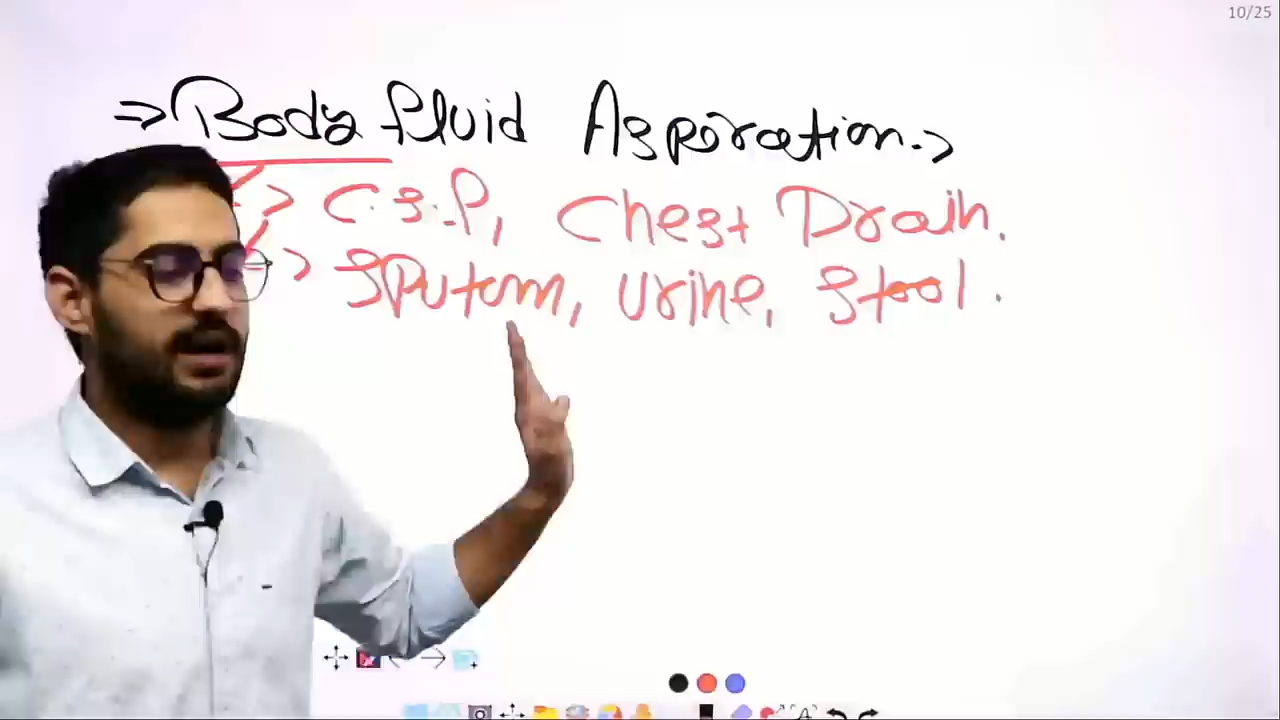 10/25
=> Body fluid Aspiration.->
-> C.S.F, Chest Drain.
-> Sputum, Urine, Stool.